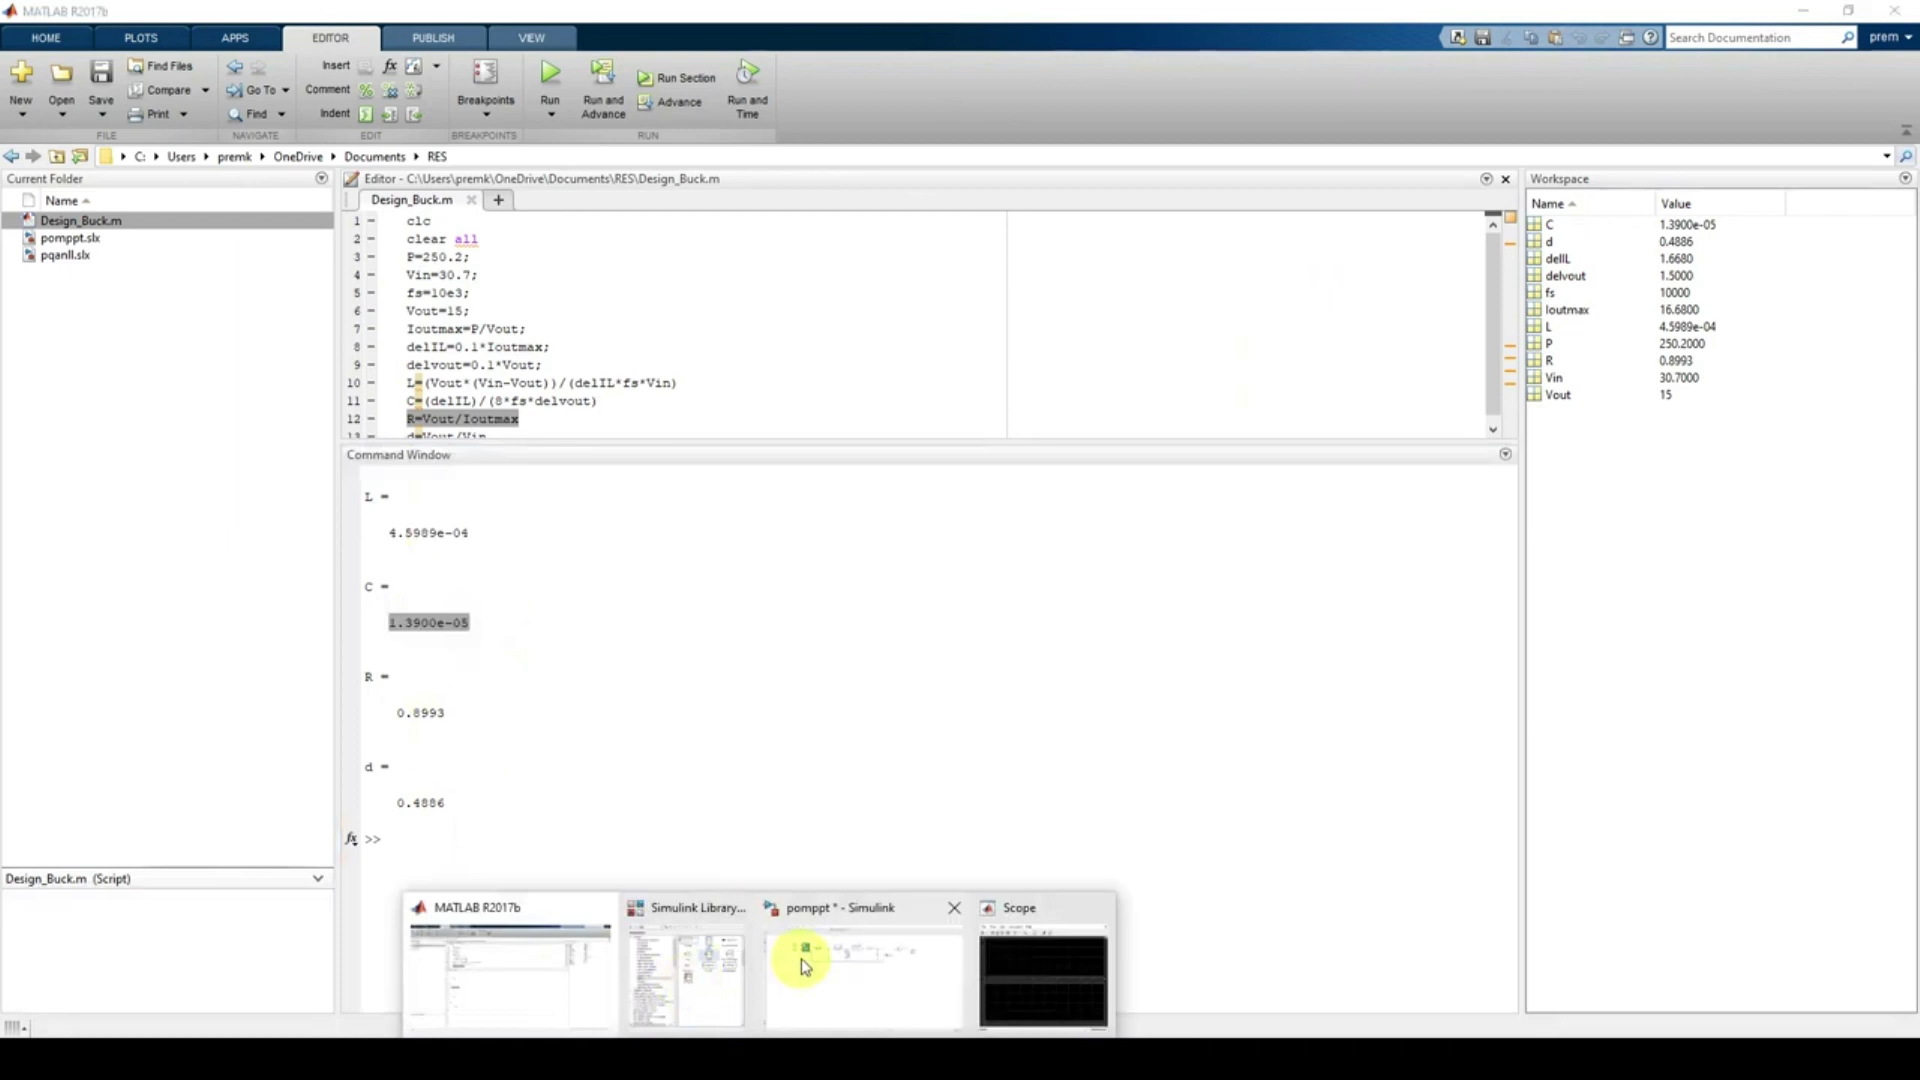 MATLAB R2017b
HOME PLOTS APPS EDITOR PUBLISH VIEW
Search Documentation
prem
New
Open
Save
Find Files
Compare
Print
Go To
Find
Insert
Comment
Indent
fx
Breakpoints
Run
Run and Advance
Run Section
Advance
Run and Time
FILE NAVIGATE EDIT BREAKPOINTS RUN
C: Users premk OneDrive Documents RES
Current Folder
Name
Design_Buck.m
pomppt.slx
pqanll.slx
Design_Buck.m (Script)
Editor - C:\Users\premk\OneDrive\Documents\RES\Design_Buck.m
Design_Buck.m
1 - clc
2 - clear all
3 - P=250.2;
4 - Vin=30.7;
5 - fs=10e3;
6 - Vout=15;
7 - Ioutmax=P/Vout;
8 - delIL=0.1*Ioutmax;
9 - delvout=0.1*Vout;
10 - L=(Vout*(Vin-Vout))/(delIL*fs*Vin)
11 - C=(delIL)/(8*fs*delvout)
12 - R=Vout/Ioutmax
13 - d=Vout/Vin
Command Window
L =
4.5989e-04
C =
1.3900e-05
R =
0.8993
d =
0.4886
fx >>
Workspace
Name Value
C 1.3900e-05
d 0.4886
delIL 1.6680
delvout 1.5000
fs 10000
Ioutmax 16.6800
L 4.5989e-04
P 250.2000
R 0.8993
Vin 30.7000
Vout 15
MATLAB R2017b
Simulink Library...
pomppt * - Simulink
Scope